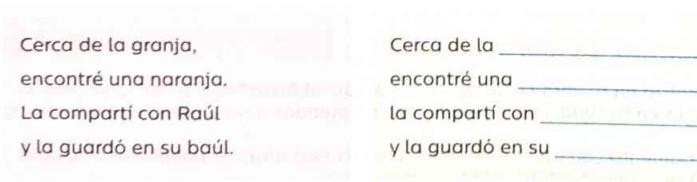 Cerca de la granja,
encontré una naranja.
La compartí con Raúl
y la guardó en su baúl.
Cerca de la
encontré una
la compartí con
y la guardó en su